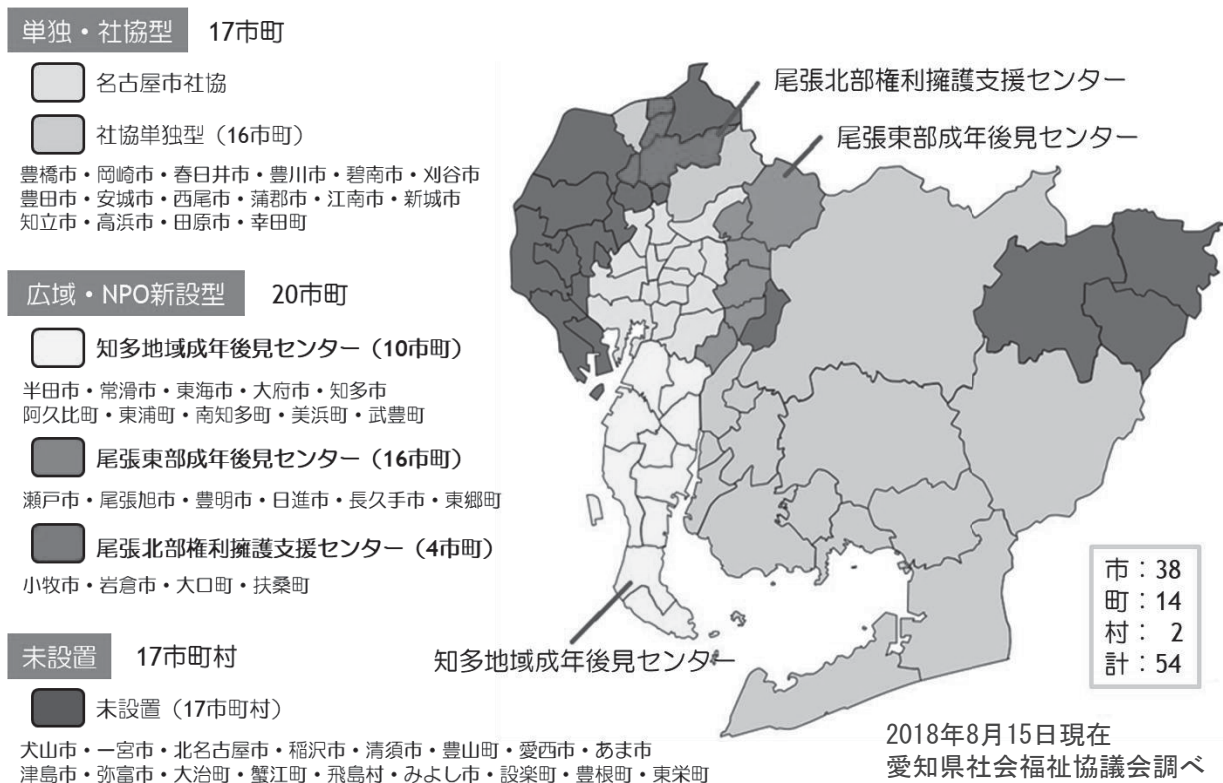 単独・社協型 17市町
名古屋市社協
社協単独型（16市町）
豊橋市・岡崎市・春日井市・豊川市・碧南市・刈谷市
豊田市・安城市・西尾市・蒲郡市・江南市・新城市
知立市・高浜市・田原市・幸田町
広域・NPO新設型 20市町
知多地域成年後見センター（10市町）
半田市・常滑市・東海市・大府市・知多市
阿久比町・東浦町・南知多町・美浜町・武豊町
尾張東部成年後見センター（16市町）
瀬戸市・尾張旭市・豊明市・日進市・長久手市・東郷町
尾張北部権利擁護支援センター（4市町）
小牧市・岩倉市・大口町・扶桑町
未設置 17市町村
未設置（17市町村）
犬山市・一宮市・北名古屋市・稲沢市・清須市・豊山町・愛西市・あま市
津島市・弥富市・大治町・蟹江町・飛島村・みよし市・設楽町・豊根町・東栄町
尾張北部権利擁護支援センター
尾張東部成年後見センター
知多地域成年後見センター
市：38
町：14
村：2
計：54
2018年8月15日現在
愛知県社会福祉協議会調べ